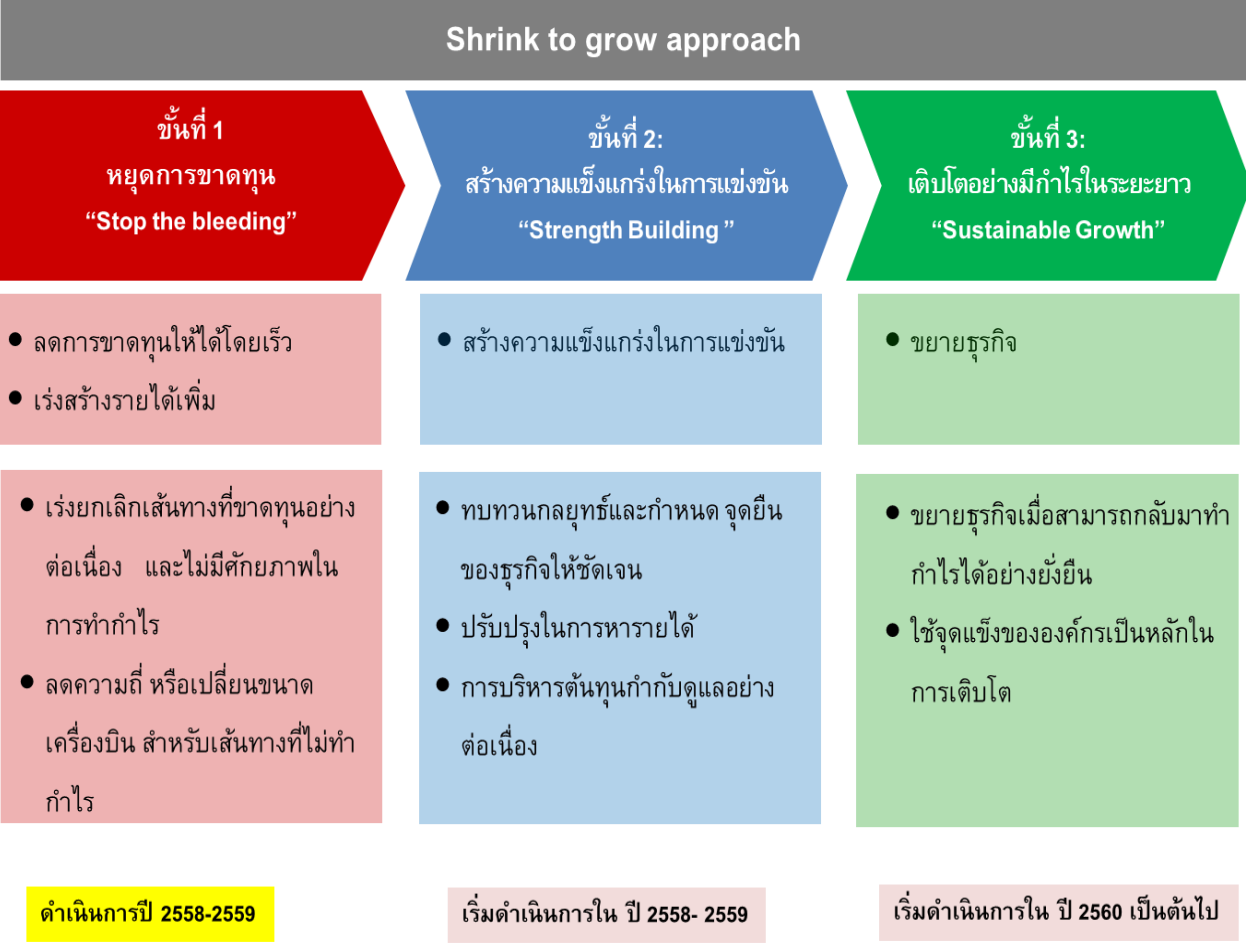 Shrink to grow approach
ขั้นที่ 1
หยุดการขาดทุน
“Stop the bleeding”
ขั้นที่ 2:
สร้างความแข็งแกร่งในการแข่งขัน
“Strength Building ”
ขั้นที่ 3:
เติบโตอย่างมีกำไรในระยะยาว
“Sustainable Growth”
● ลดการขาดทุนให้ได้โดยเร็ว
● เร่งสร้างรายได้เพิ่ม
● สร้างความแข็งแกร่งในการแข่งขัน
● ขยายธุรกิจ
● เร่งยกเลิกเส้นทางที่ขาดทุนอย่าง
ต่อเนื่อง และไม่มีศักยภาพใน
การทำกำไร
● ลดความถี่ หรือเปลี่ยนขนาด
เครื่องบิน สำหรับเส้นทางที่ไม่ทำ
กำไร
● ทบทวนกลยุทธ์และกำหนด จุดยืน
ของธุรกิจให้ชัดเจน
● ปรับปรุงในการหารายได้
● การบริหารต้นทุนกำกับดูแลอย่าง
ต่อเนื่อง
● ขยายธุรกิจเมื่อสามารถกลับมาทำ
กำไรได้อย่างยั่งยืน
● ใช้จุดแข็งขององค์กรเป็นหลักใน
การเติบโต
ดำเนินการปี 2558-2559
เริ่มดำเนินการใน ปี 2558- 2559
เริ่มดำเนินการใน ปี 2560 เป็นต้นไป